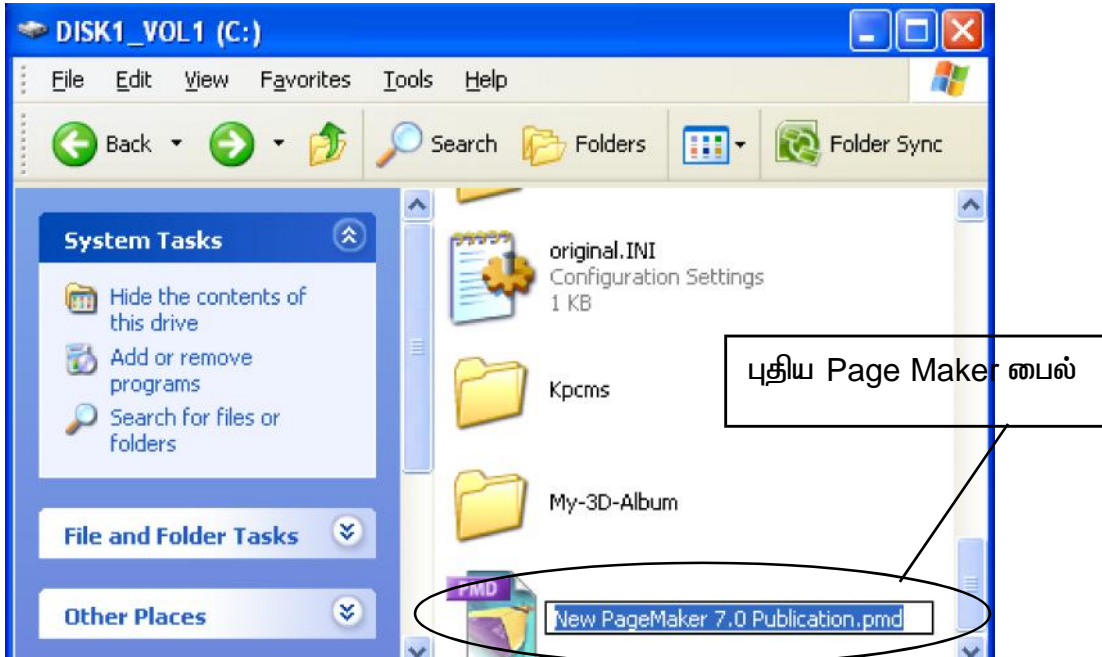 DISK1_VOL1 (C:)
File Edit View Favorites Tools Help
Back Search Folders Folder Sync
System Tasks
Hide the contents of
this drive
Add or remove
programs
Search for files or
folders
File and Folder Tasks
Other Places
original.INI
Configuration Settings
1 KB
Kpcms
My-3D-Album
PMD
New PageMaker 7.0 Publication.pmd
புதிய Page Maker பைல்